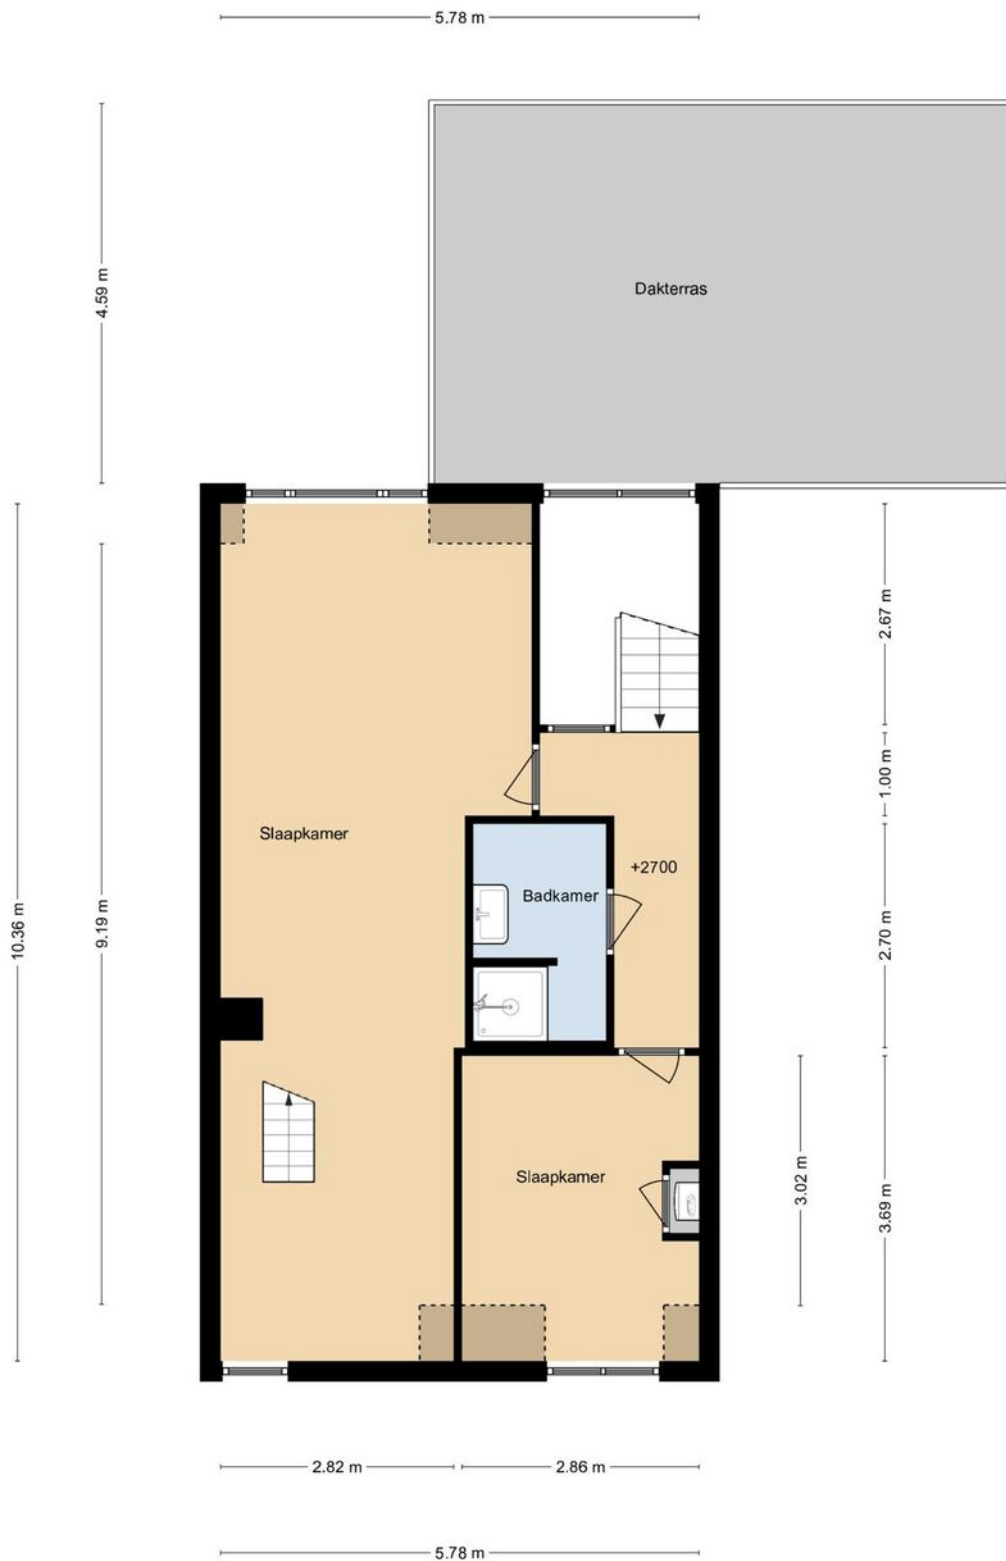 5.78 m
4.59 m
Dakterras
2.67 m
1.00 m
Slaapkamer
+2700
Badkamer
10.36 m
9.19 m
2.70 m
Slaapkamer
3.02 m
3.69 m
2.82 m
2.86 m
5.78 m